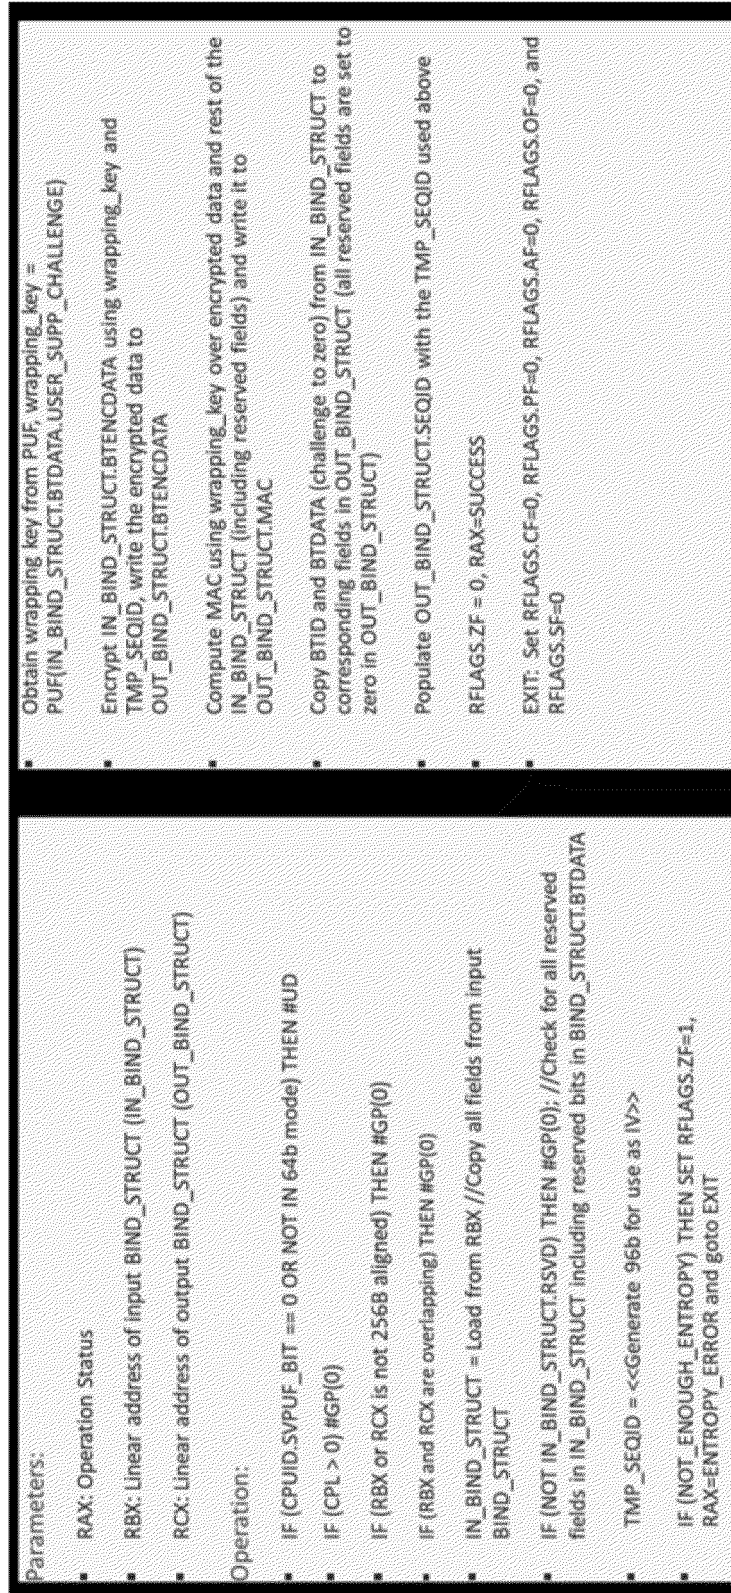 Parameters:
▪ RAX: Operation Status
▪ RBX: Linear address of input BIND_STRUCT (IN_BIND_STRUCT)
▪ RCX: Linear address of output BIND_STRUCT (OUT_BIND_STRUCT)
Operation:
▪ IF (CPUID.SVPUF_BIT == 0 OR NOT IN 64b mode) THEN #UD
▪ IF (CPL > 0) #GP(0)
▪ IF (RBX or RCX is not 256B aligned) THEN #GP(0)
▪ IF (RBX and RCX are overlapping) THEN #GP(0)
▪ IN_BIND_STRUCT = Load from RBX //Copy all fields from input
BIND_STRUCT
▪ IF (NOT IN_BIND_STRUCT.RSVD) THEN #GP(0); //Check for all reserved
fields in IN_BIND_STRUCT including reserved bits in BIND_STRUCT.BTDATA
▪ TMP_SEQID = <<Generate 96b for use as IV>>
▪ IF (NOT_ENOUGH_ENTROPY) THEN SET RFLAGS.ZF=1,
RAX=ENTROPY_ERROR and goto EXIT
▪ Obtain wrapping key from PUF, wrapping_key =
PUF(IN_BIND_STRUCT.BTDATA.USER_SUPP_CHALLENGE)
▪ Encrypt IN_BIND_STRUCT.BTENCDATA using wrapping_key and
TMP_SEQID, write the encrypted data to
OUT_BIND_STRUCT.BTENCDATA
▪ Compute MAC using wrapping_key over encrypted data and rest of the
IN_BIND_STRUCT (including reserved fields) and write it to
OUT_BIND_STRUCT.MAC
▪ Copy BTID and BTDATA (challenge to zero) from IN_BIND_STRUCT to
corresponding fields in OUT_BIND_STRUCT (all reserved fields are set to
zero in OUT_BIND_STRUCT)
▪ Populate OUT_BIND_STRUCT.SEQID with the TMP_SEQID used above
▪ RFLAGS.ZF = 0, RAX=SUCCESS
▪ EXIT: Set RFLAGS.CF=0, RFLAGS.PF=0, RFLAGS.AF=0, RFLAGS.OF=0, and
RFLAGS.SF=0